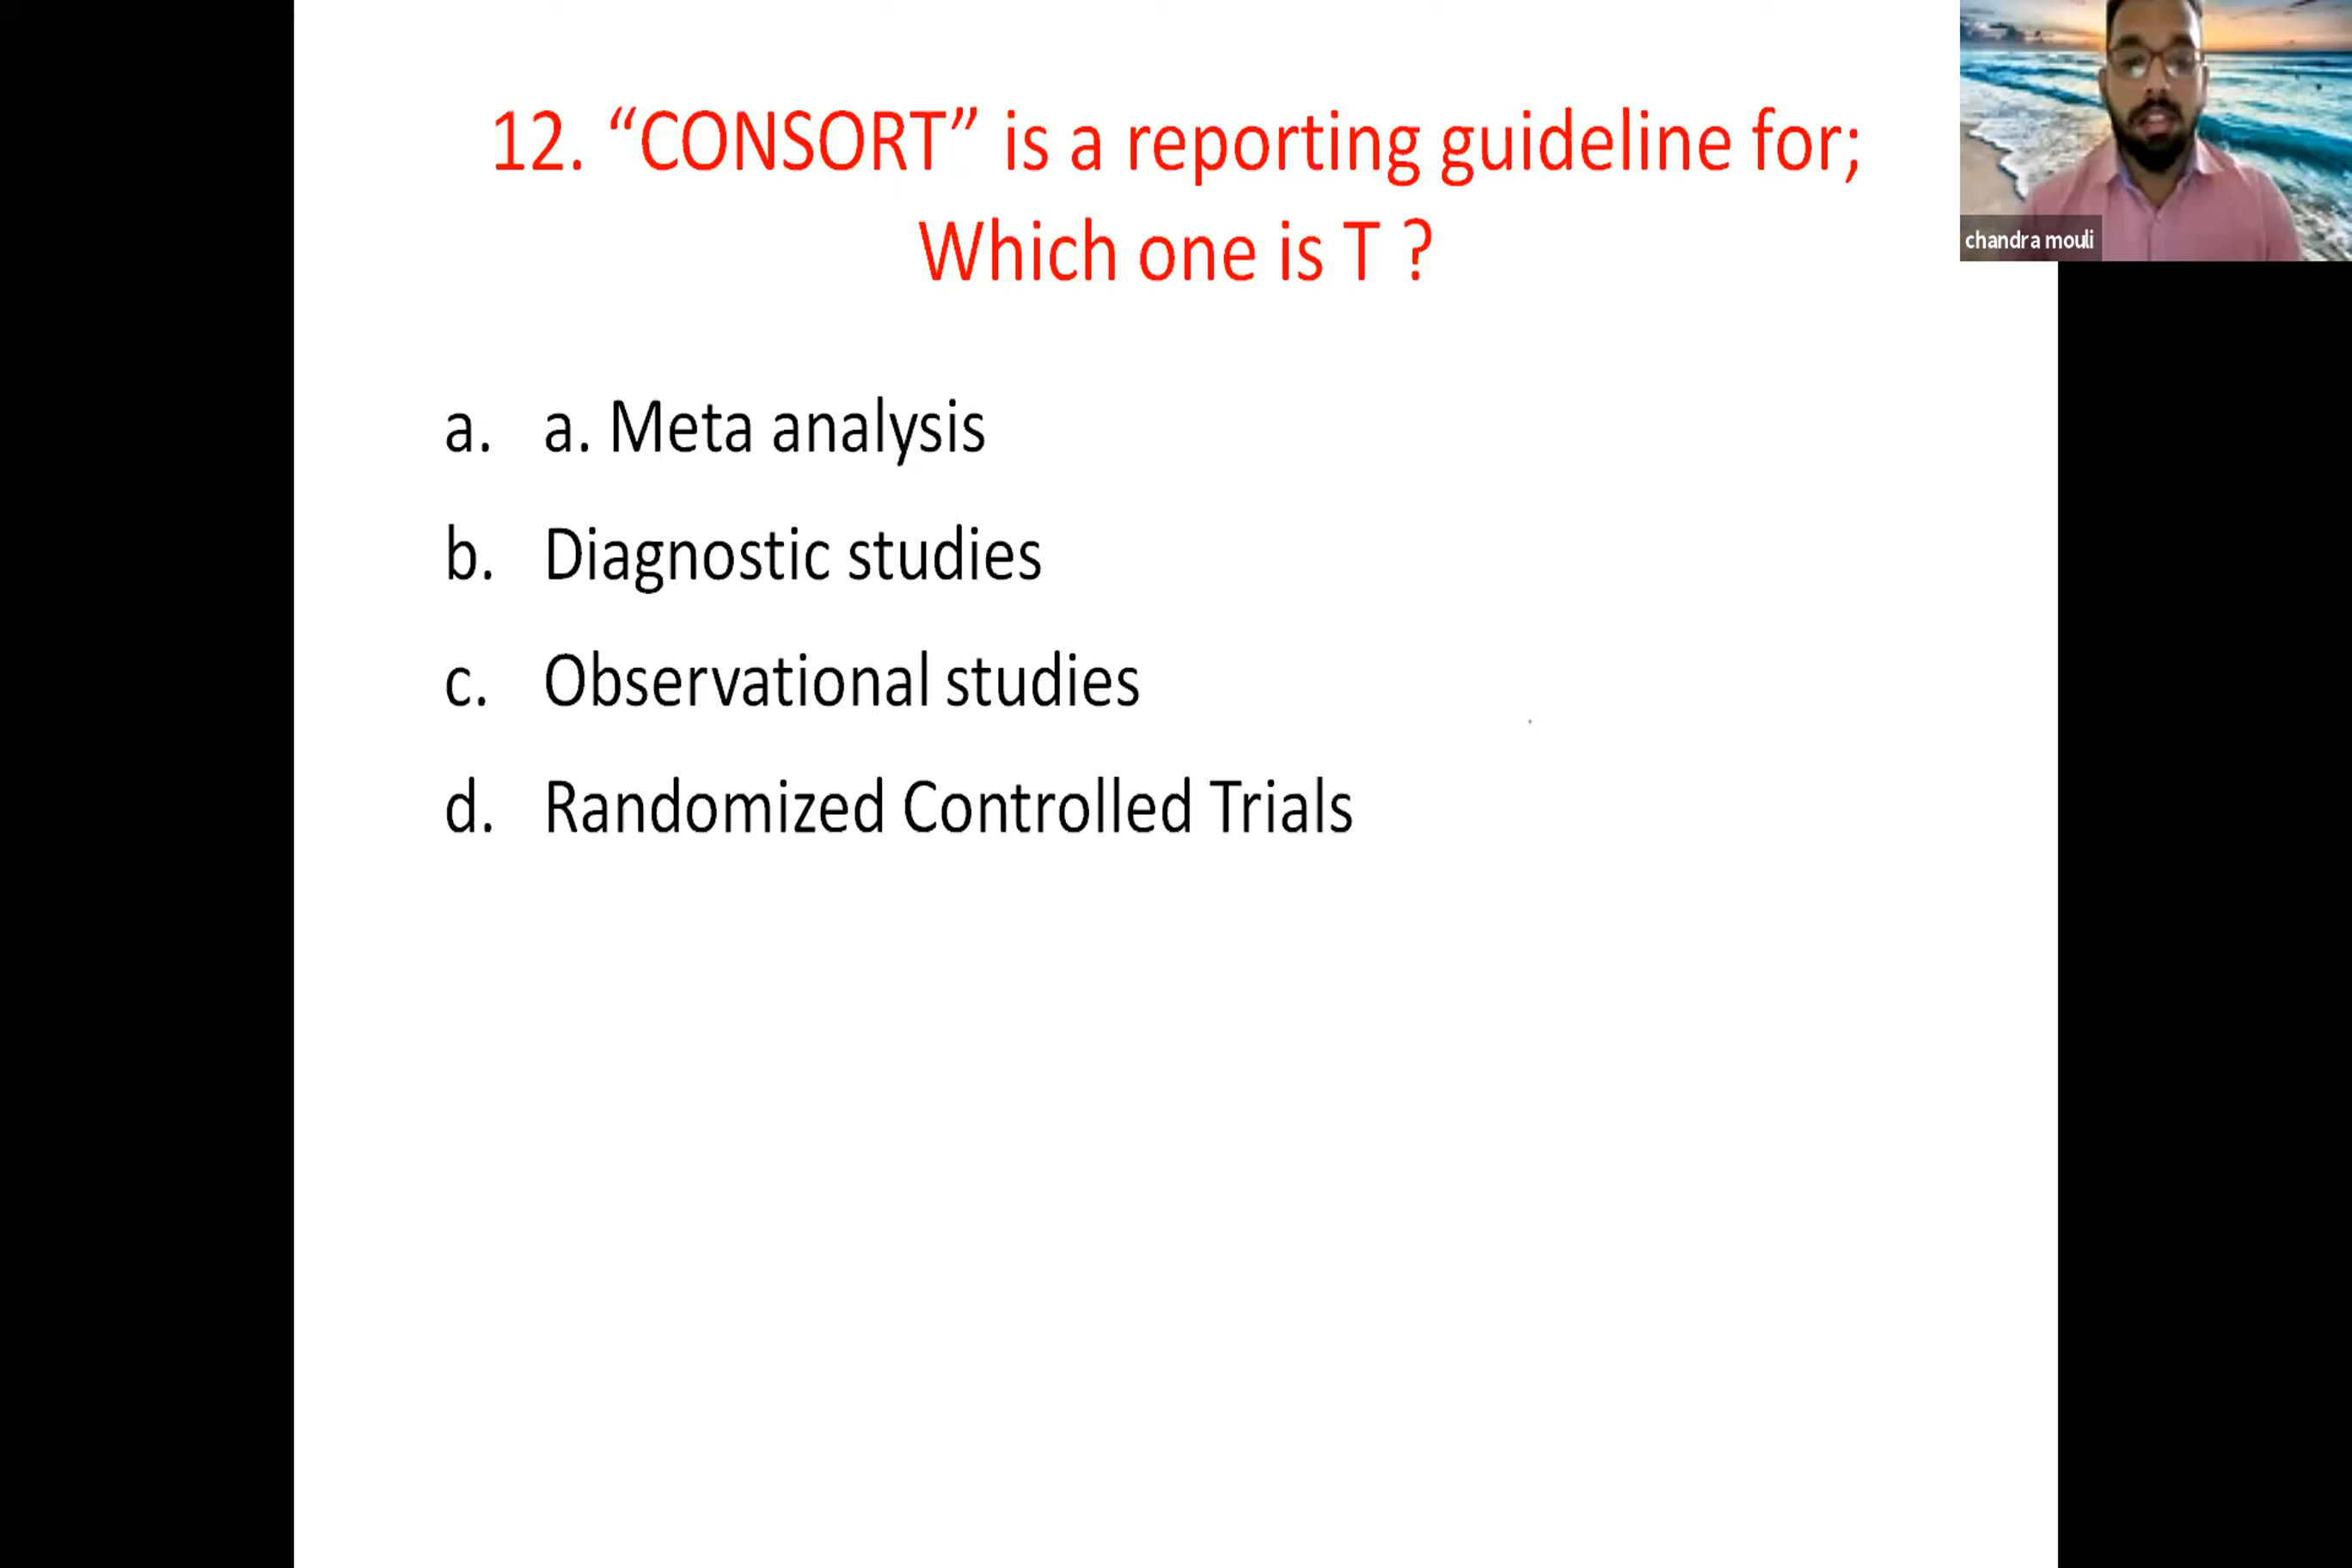 12. “CONSORT” is a reporting guideline for;
Which one is T ?
chandra mouli
a. a. Meta analysis
b. Diagnostic studies
c. Observational studies
d. Randomized Controlled Trials